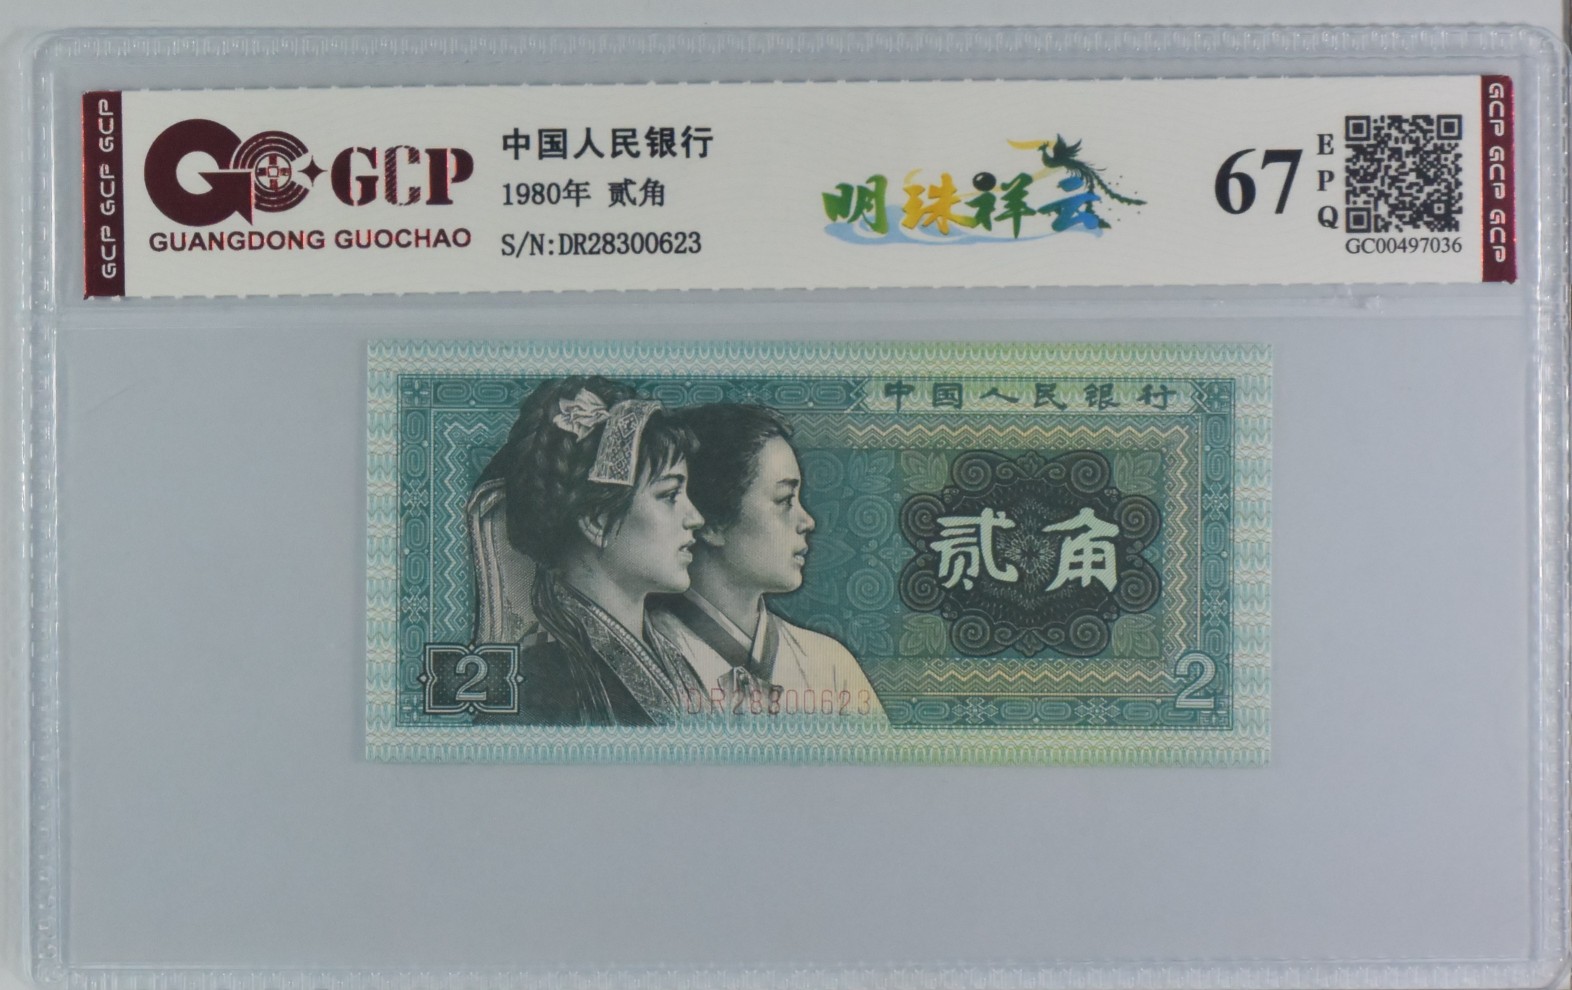 GCP GCP GCP
GCP
GUANGDONG GUOCHAO
中国人民银行
1980年 贰角
S/N:DR28300623
明珠祥云
67
EPQ
GC00497036
GCP GCP GCP
中国人民银行
贰角
2
DR28300623
2